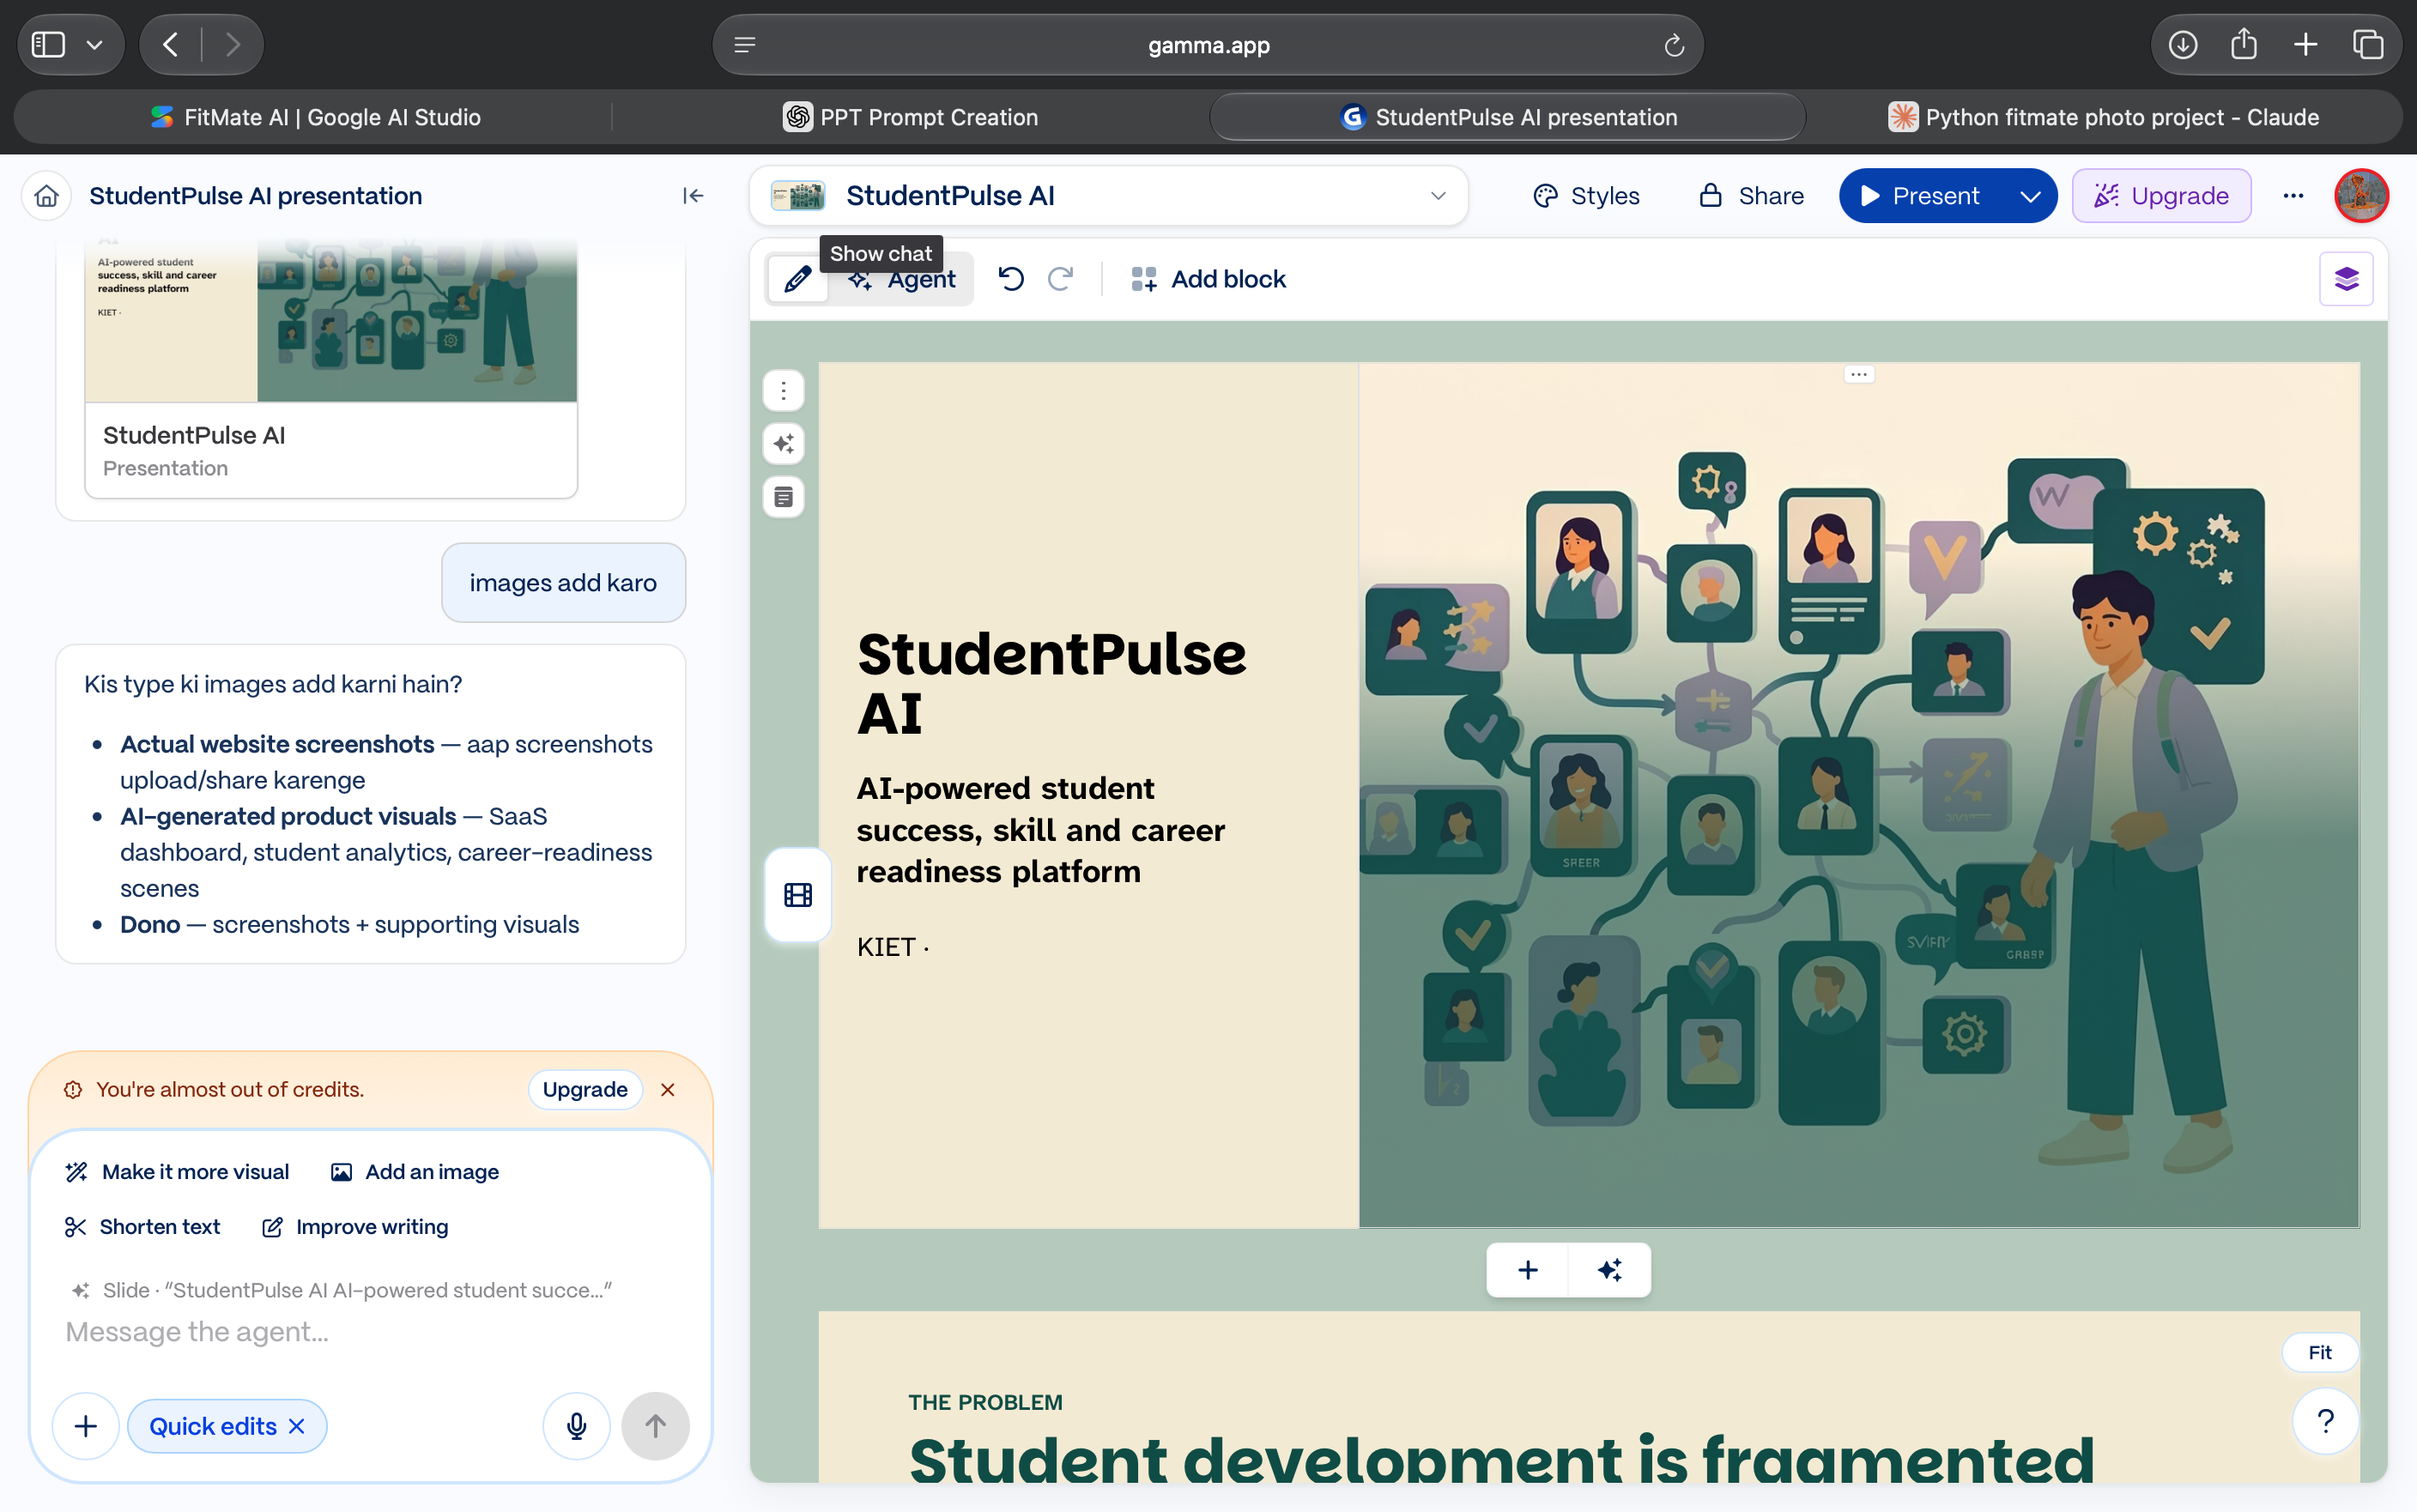 gamma.app
FitMate AI | Google AI Studio
PPT Prompt Creation
StudentPulse AI presentation
Python fitmate photo project - Claude
StudentPulse AI presentation
StudentPulse AI
Styles
Share
Present
Upgrade
Show chat
Agent
Add block
AI-powered student
success, skill and career
readiness platform
KIET ·
StudentPulse AI
Presentation
images add karo
Kis type ki images add karni hain?
Actual website screenshots — aap screenshots
upload/share karenge
AI-generated product visuals — SaaS
dashboard, student analytics, career-readiness
scenes
Dono — screenshots + supporting visuals
You're almost out of credits.
Upgrade
Make it more visual
Add an image
Shorten text
Improve writing
Slide · “StudentPulse AI AI-powered student succe...”
Message the agent...
Quick edits
StudentPulse
AI
AI-powered student
success, skill and career
readiness platform
KIET ·
W
SHEER
THE PROBLEM
Student development is fragmented
Fit
?